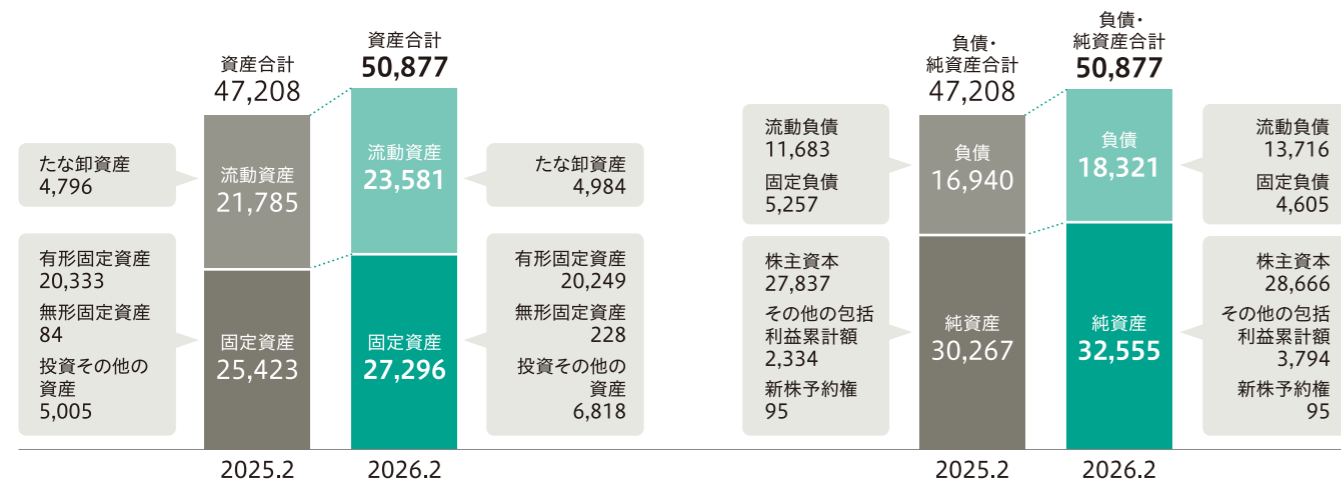 資産合計
47,208
資産合計
50,877
たな卸資産
4,796
流動資産
21,785
流動資産
23,581
たな卸資産
4,984
有形固定資産
20,333
無形固定資産
84
投資その他の
資産
5,005
固定資産
25,423
固定資産
27,296
有形固定資産
20,249
無形固定資産
228
投資その他の
資産
6,818
2025.2
2026.2
負債・
純資産合計
47,208
負債・
純資産合計
50,877
流動負債
11,683
固定負債
5,257
負債
16,940
負債
18,321
流動負債
13,716
固定負債
4,605
株主資本
27,837
その他の包括
利益累計額
2,334
新株予約権
95
純資産
30,267
純資産
32,555
株主資本
28,666
その他の包括
利益累計額
3,794
新株予約権
95
2025.2
2026.2